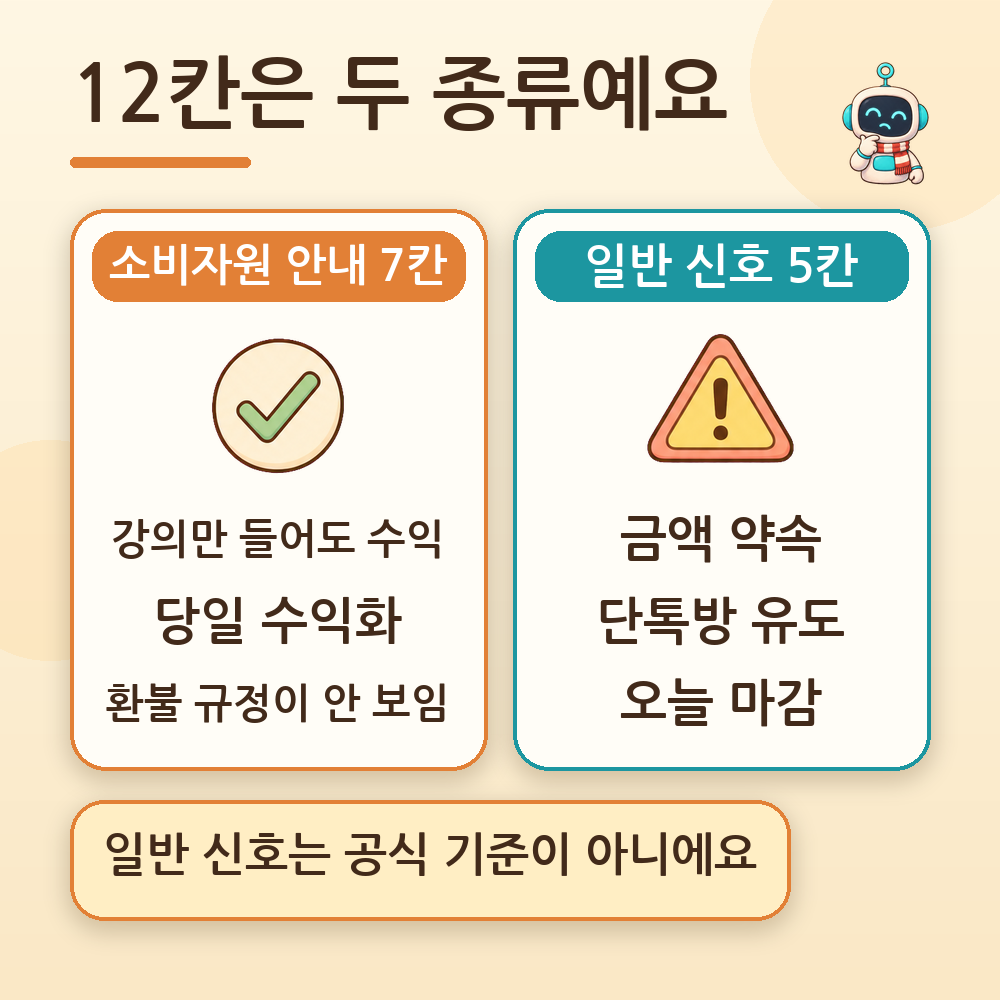 12칸은 두 종류예요
소비자원 안내 7칸
강의만 들어도 수익
당일 수익화
환불 규정이 안 보임
일반 신호 5칸
금액 약속
단톡방 유도
오늘 마감
일반 신호는 공식 기준이 아니에요